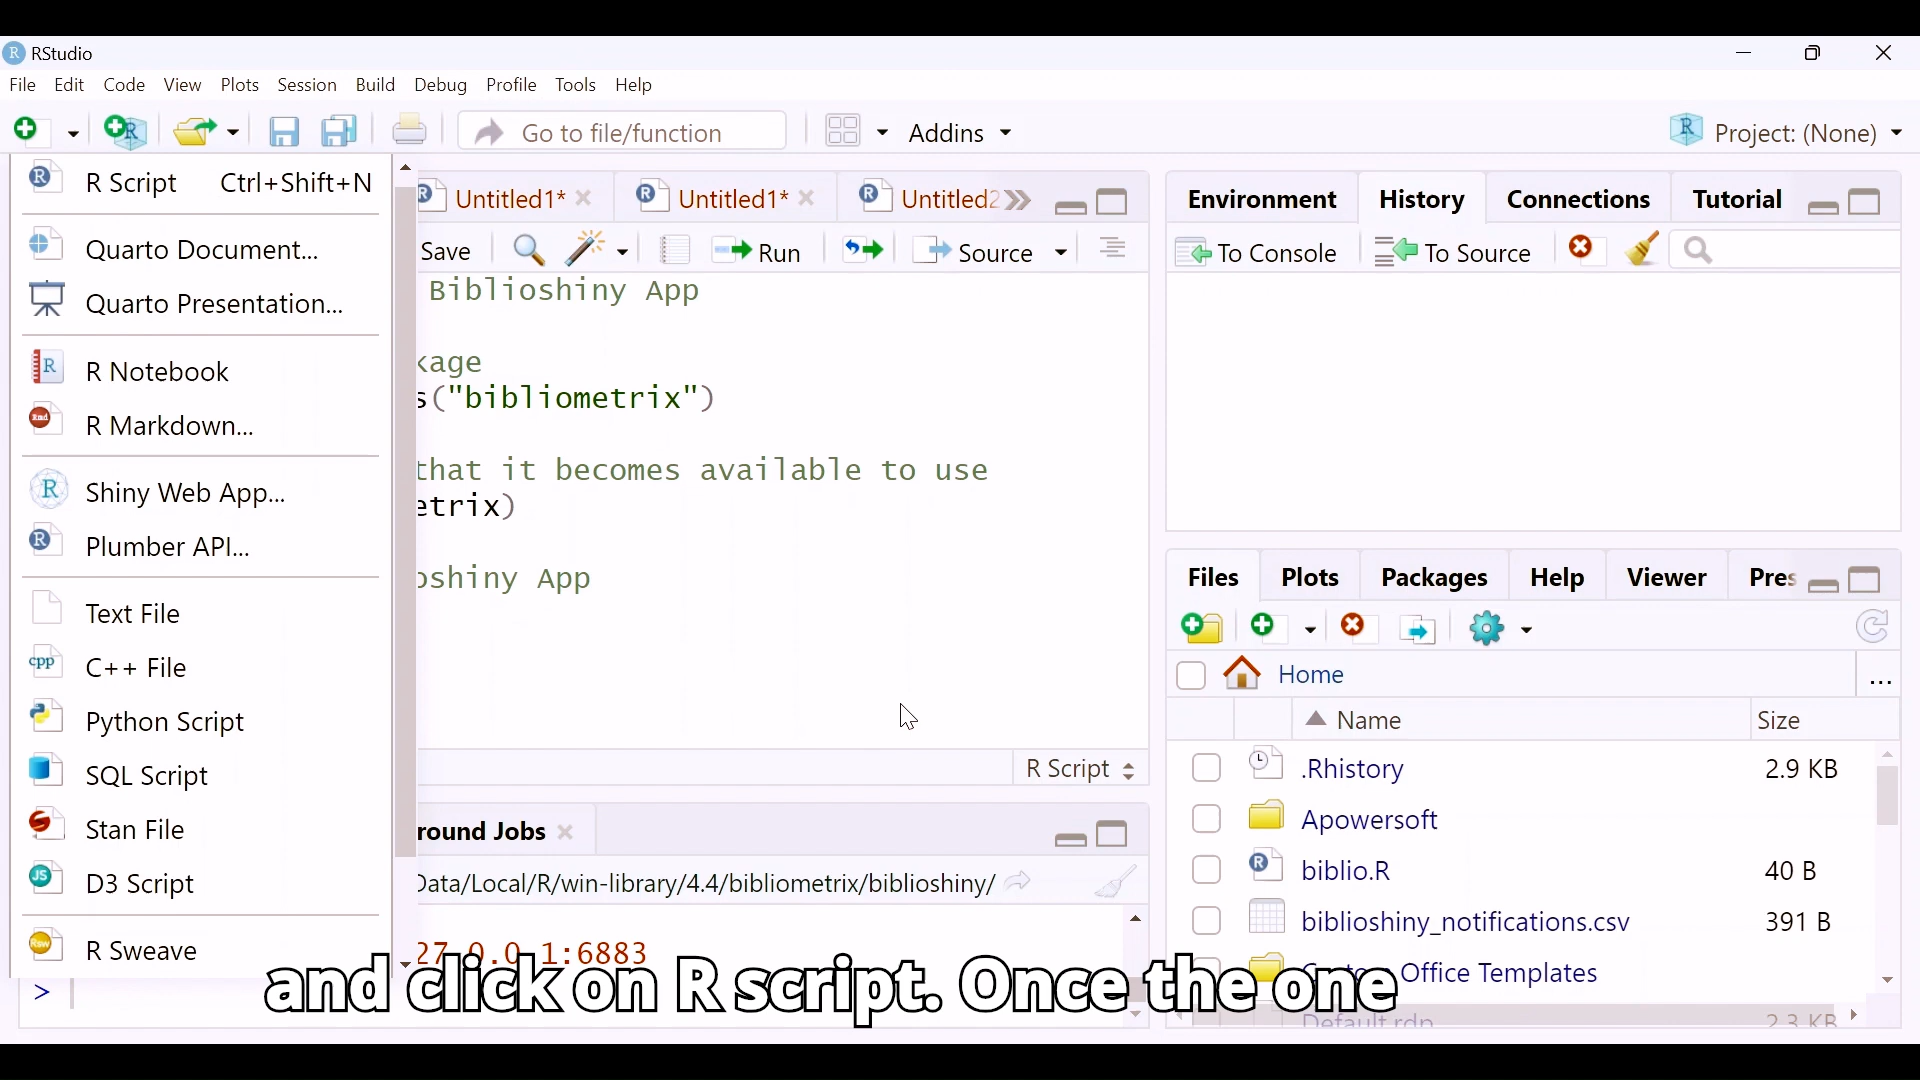 RStudio
File Edit Code View Plots Session Build Debug Profile Tools Help
Go to file/function Addins Project: (None)
R Script Ctrl+Shift+N
Quarto Document...
Quarto Presentation...
R Notebook
R Markdown...
Shiny Web App...
Plumber API...
Text File
C++ File
Python Script
SQL Script
Stan File
D3 Script
R Sweave
Untitled1* Untitled1* Untitled2
Save Run Source
Biblioshiny App
kage
s("bibliometrix")
that it becomes available to use
etrix)
oshiny App
R Script
round Jobs
Data/Local/R/win-library/4.4/bibliometrix/biblioshiny/
27.0.0.1:6883
>
Environment History Connections Tutorial
To Console To Source
Files Plots Packages Help Viewer Pres
Home ...
Name Size
.Rhistory 2.9 KB
Apowersoft
biblio.R 40 B
biblioshiny_notifications.csv 391 B
Office Templates
Default.rdp 2.3 KB
and click on R script. Once the one